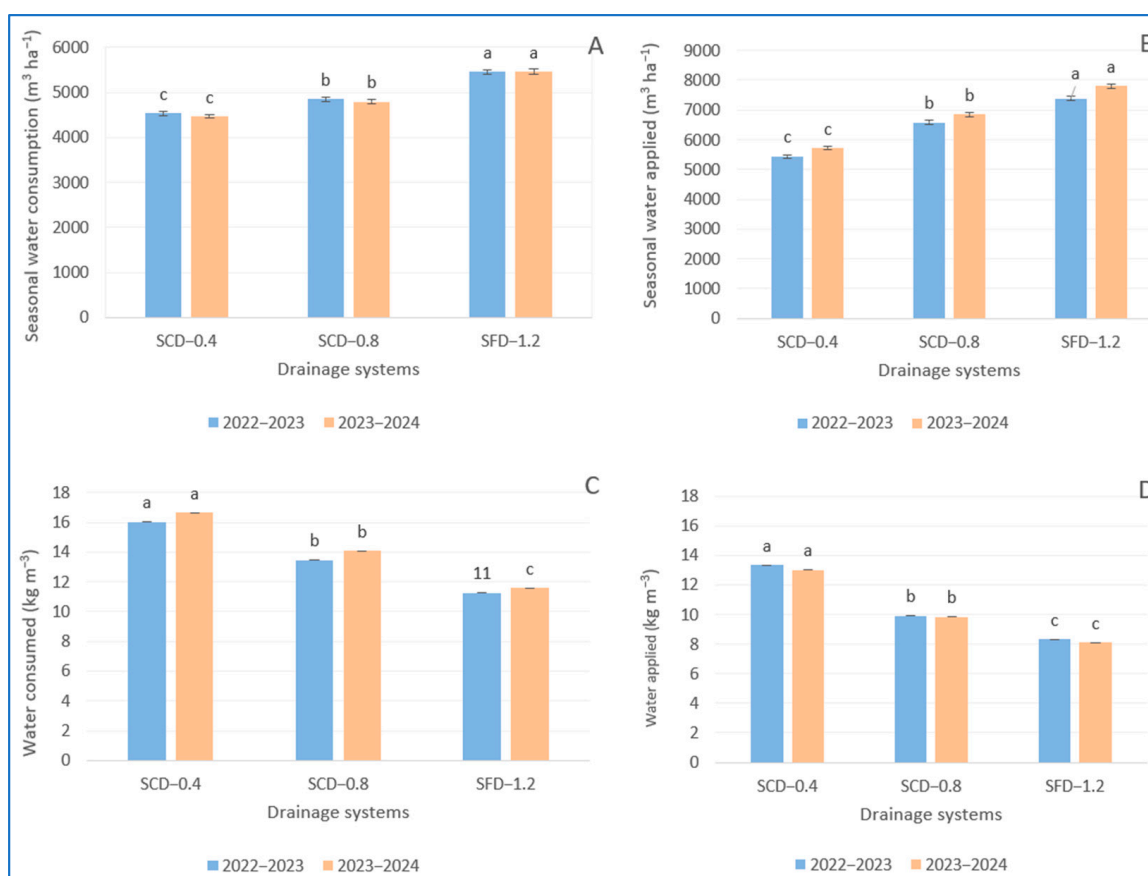 A
Seasonal water consumption (m³ ha⁻¹)
6000
5000
4000
3000
2000
1000
0
c c
b b
a a
SCD–0.4 SCD–0.8 SFD–1.2
Drainage systems
2022–2023 2023–2024
Seasonal water applied (m³ ha⁻¹)
9000
8000
7000
6000
5000
4000
3000
2000
1000
0
c c
b b
a a
SCD–0.4 SCD–0.8 SFD–1.2
Drainage systems
2022–2023 2023–2024
C
Water consumed (kg m⁻³)
18
16
14
12
10
8
6
4
2
0
a a
b b
11 c
SCD–0.4 SCD–0.8 SFD–1.2
Drainage systems
2022–2023 2023–2024
D
Water applied (kg m⁻³)
18
16
14
12
10
8
6
4
2
0
a a
b b
c c
SCD–0.4 SCD–0.8 SFD–1.2
Drainage systems
2022–2023 2023–2024